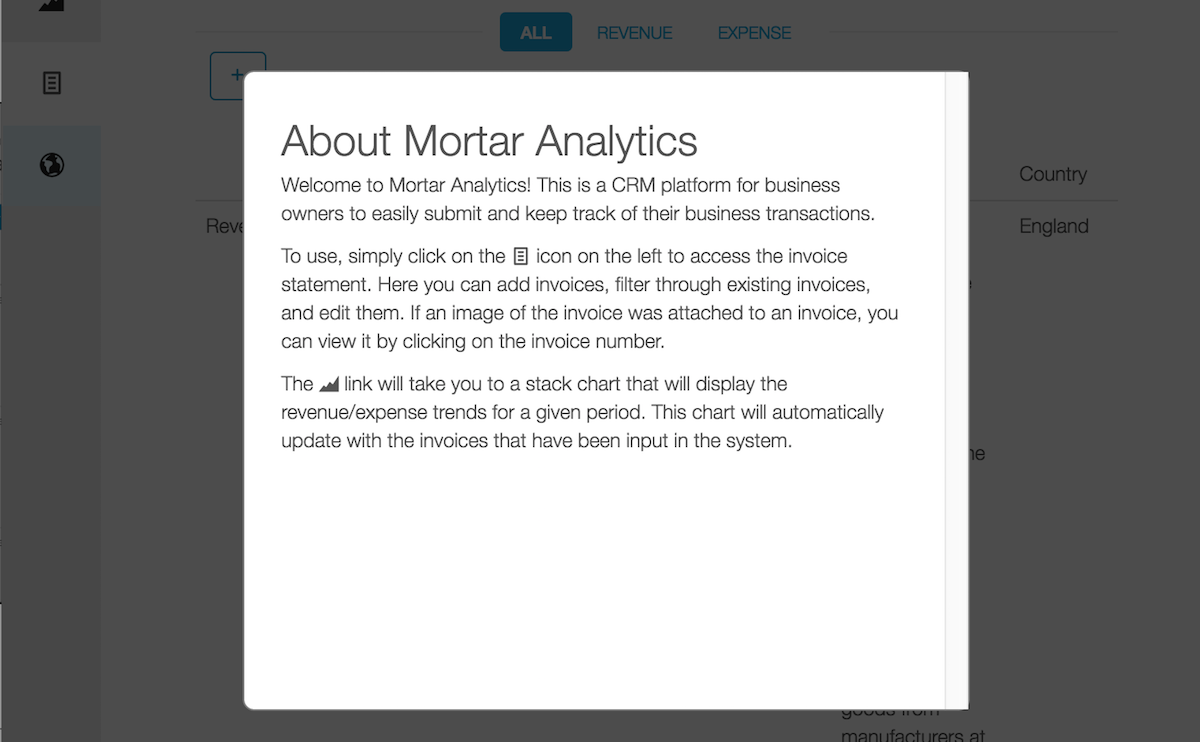 ALL REVENUE EXPENSE
+
About Mortar Analytics
Welcome to Mortar Analytics! This is a CRM platform for business
owners to easily submit and keep track of their business transactions.
Country
England
To use, simply click on the icon on the left to access the invoice
statement. Here you can add invoices, filter through existing invoices,
and edit them. If an image of the invoice was attached to an invoice, you
can view it by clicking on the invoice number.
The link will take you to a stack chart that will display the
revenue/expense trends for a given period. This chart will automatically
update with the invoices that have been input in the system.
goods from
manufacturers at